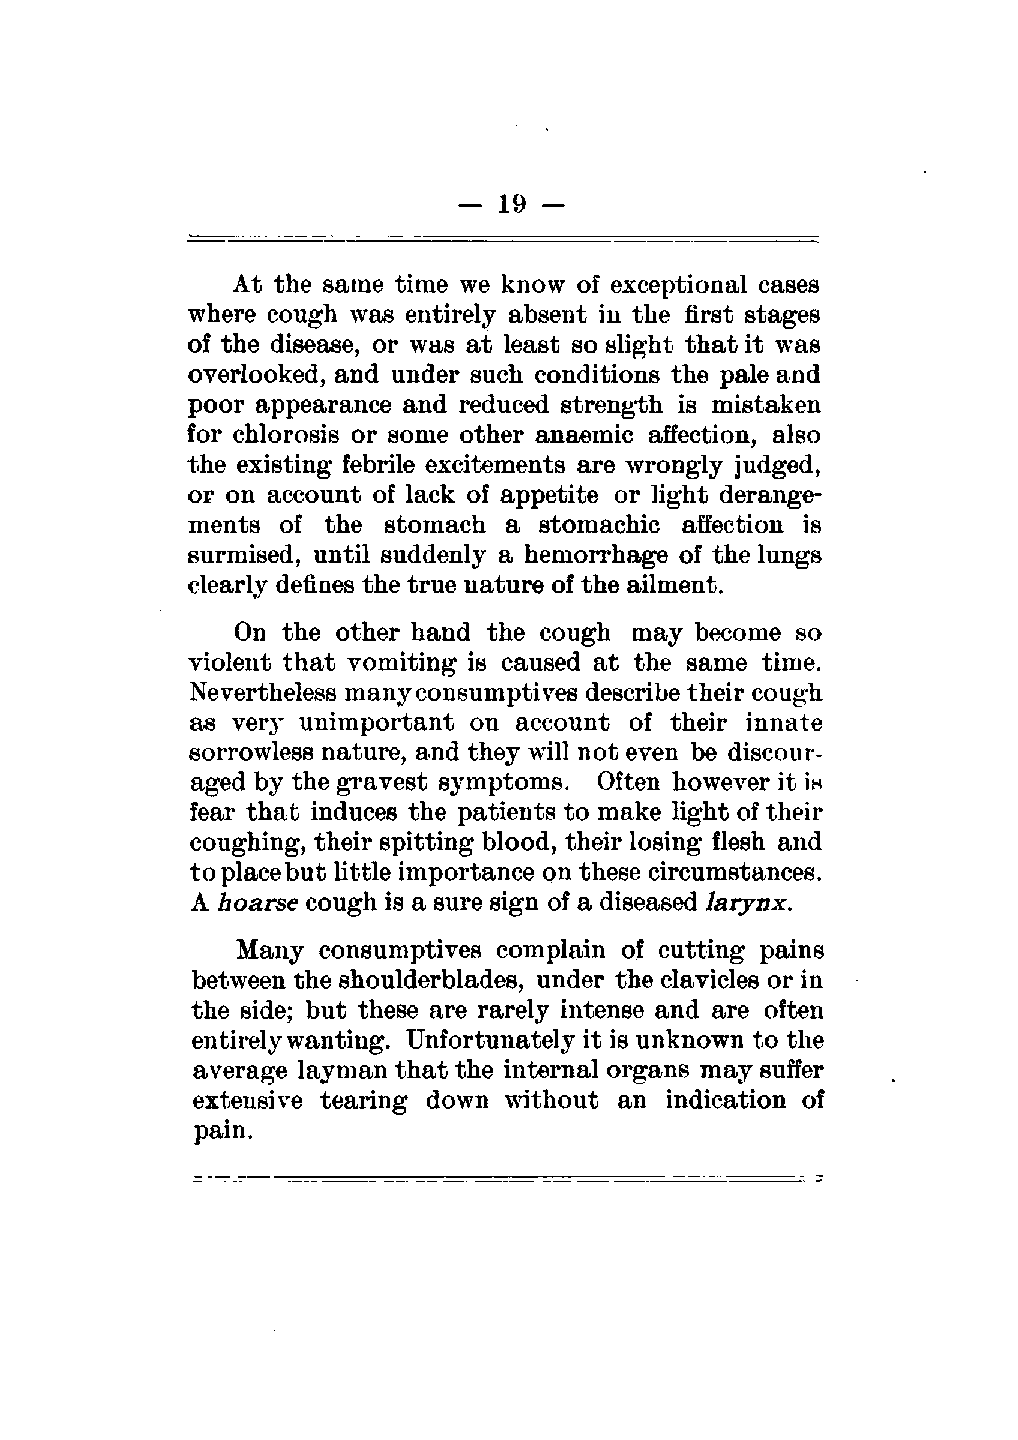 — 19 —
At the same time we know of exceptional cases
where cough was entirely absent in the first stages
of the disease, or was at least so slight that it was
overlooked, and under such conditions the pale and
poor appearance and reduced strength is mistaken
for chlorosis or some other anaemic affection, also
the existing febrile excitements are wrongly judged,
or on account of lack of appetite or light derange-
ments of the stomach a stomachic affection is
surmised, until suddenly a hemorrhage of the lungs
clearly defines the true nature of the ailment.
On the other hand the cough may become so
violent that vomiting is caused at the same time.
Nevertheless many consumptives describe their cough
as very unimportant on account of their innate
sorrowless nature, and they will not even be discour-
aged by the gravest symptoms. Often however it is
fear that induces the patients to make light of their
coughing, their spitting blood, their losing flesh and
to place but little importance on these circumstances.
A hoarse cough is a sure sign of a diseased larynx.
Many consumptives complain of cutting pains
between the shoulderblades, under the clavicles or in
the side; but these are rarely intense and are often
entirely wanting. Unfortunately it is unknown to the
average layman that the internal organs may suffer
extensive tearing down without an indication of
pain.